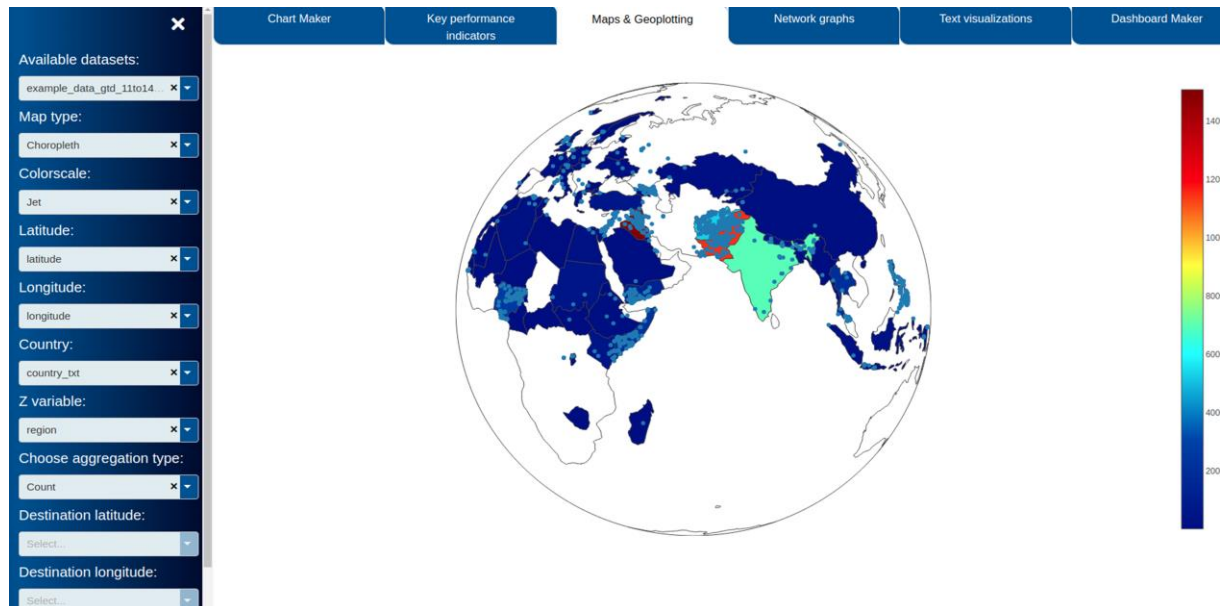 Chart Maker
Key performance
indicators
Maps & Geoplotting
Network graphs
Text visualizations
Dashboard Maker
Available datasets:
example_data_gtd_11to14...
Map type:
Choropleth
Colorscale:
Jet
Latitude:
latitude
Longitude:
longitude
Country:
country_txt
Z variable:
region
Choose aggregation type:
Count
Destination latitude:
Select...
Destination longitude:
Select...
140
120
100
800
600
400
200